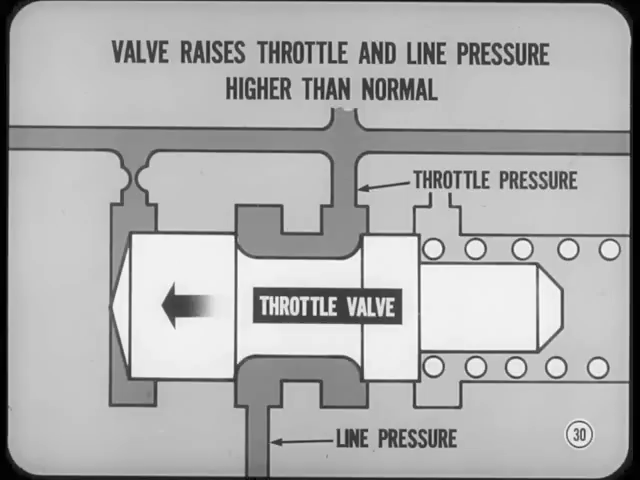 VALVE RAISES THROTTLE AND LINE PRESSURE
HIGHER THAN NORMAL
THROTTLE PRESSURE
THROTTLE VALVE
LINE PRESSURE
30